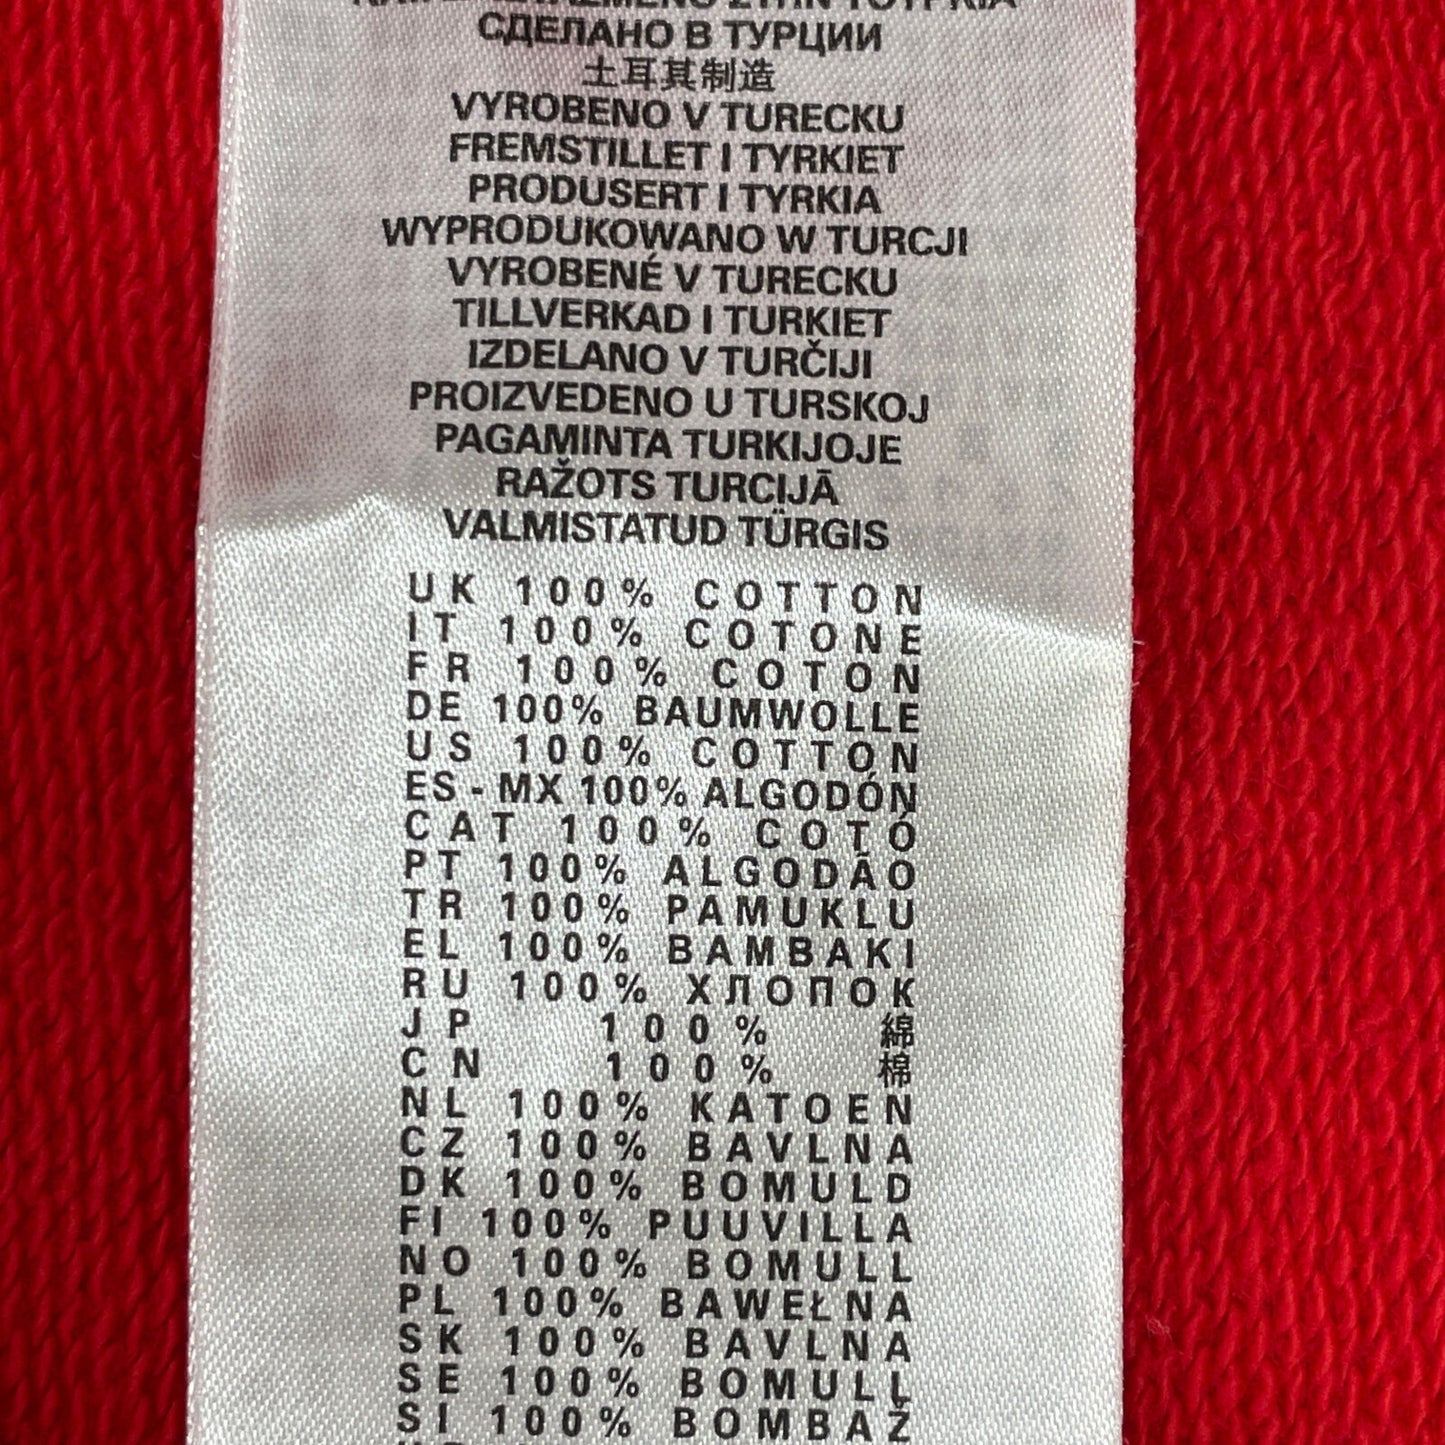 СДЕЛАНО В ТУРЦИИ
土耳其制造
VYROBENO V TURECKU
FREMSTILLET I TYRKIET
PRODUSERT I TYRKIA
WYPRODUKOWANO W TURCJI
VYROBENÉ V TURECKU
TILLVERKAD I TURKIET
IZDELANO V TURČIJI
PROIZVEDENO U TURSKOJ
PAGAMINTA TURKIJOJE
RAŽOTS TURCIJĀ
VALMISTATUD TÜRGIS
UK 100% COTTON
IT 100% COTONE
FR 100% COTON
DE 100% BAUMWOLLE
US 100% COTTON
ES-MX 100% ALGODÓN
CAT 100% COTÓ
PT 100% ALGODÃO
TR 100% PAMUKLU
EL 100% BAMBAKI
RU 100% ХЛОПОК
JP 100% 綿
CN 100% 棉
NL 100% KATOEN
CZ 100% BAVLNA
DK 100% BOMULD
FI 100% PUUVILLA
NO 100% BOMULL
PL 100% BAWEŁNA
SK 100% BAVLNA
SE 100% BOMULL
SI 100% BOMBAŽ